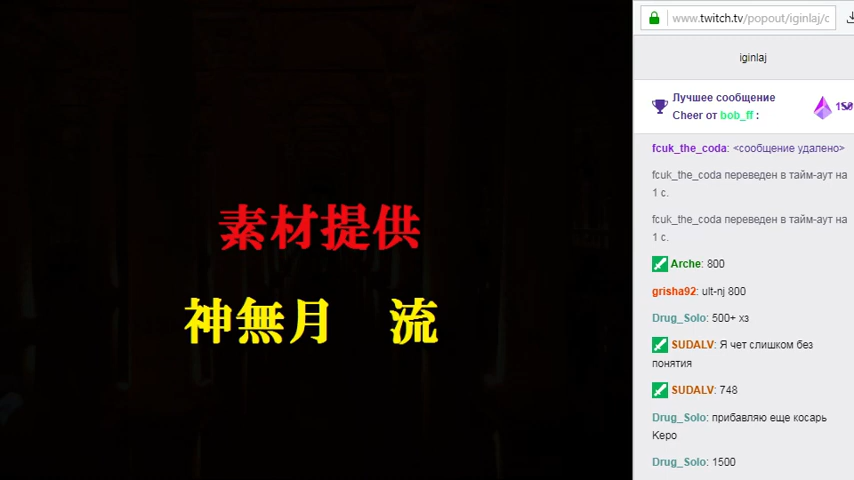 素材提供
神無月　流
www.twitch.tv/popout/iginlaj/c
iginlaj
Лучшее сообщение
Cheer от bob_ff :
150
fcuk_the_coda: <сообщение удалено>
fcuk_the_coda переведен в тайм-аут на
1 с.
fcuk_the_coda переведен в тайм-аут на
1 с.
Arche: 800
grisha92: ult-nj 800
Drug_Solo: 500+ хз
SUDALV: Я чет слишком без
понятия
SUDALV: 748
Drug_Solo: прибавляю еще косарь
Керо
Drug_Solo: 1500